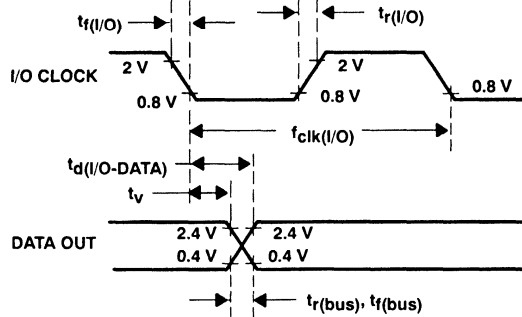 tf(I/O)
tr(I/O)
2 V
2 V
I/O CLOCK
0.8 V
0.8 V
0.8 V
fclk(I/O)
td(I/O-DATA)
tv
2.4 V
2.4 V
DATA OUT
0.4 V
0.4 V
tr(bus), tf(bus)